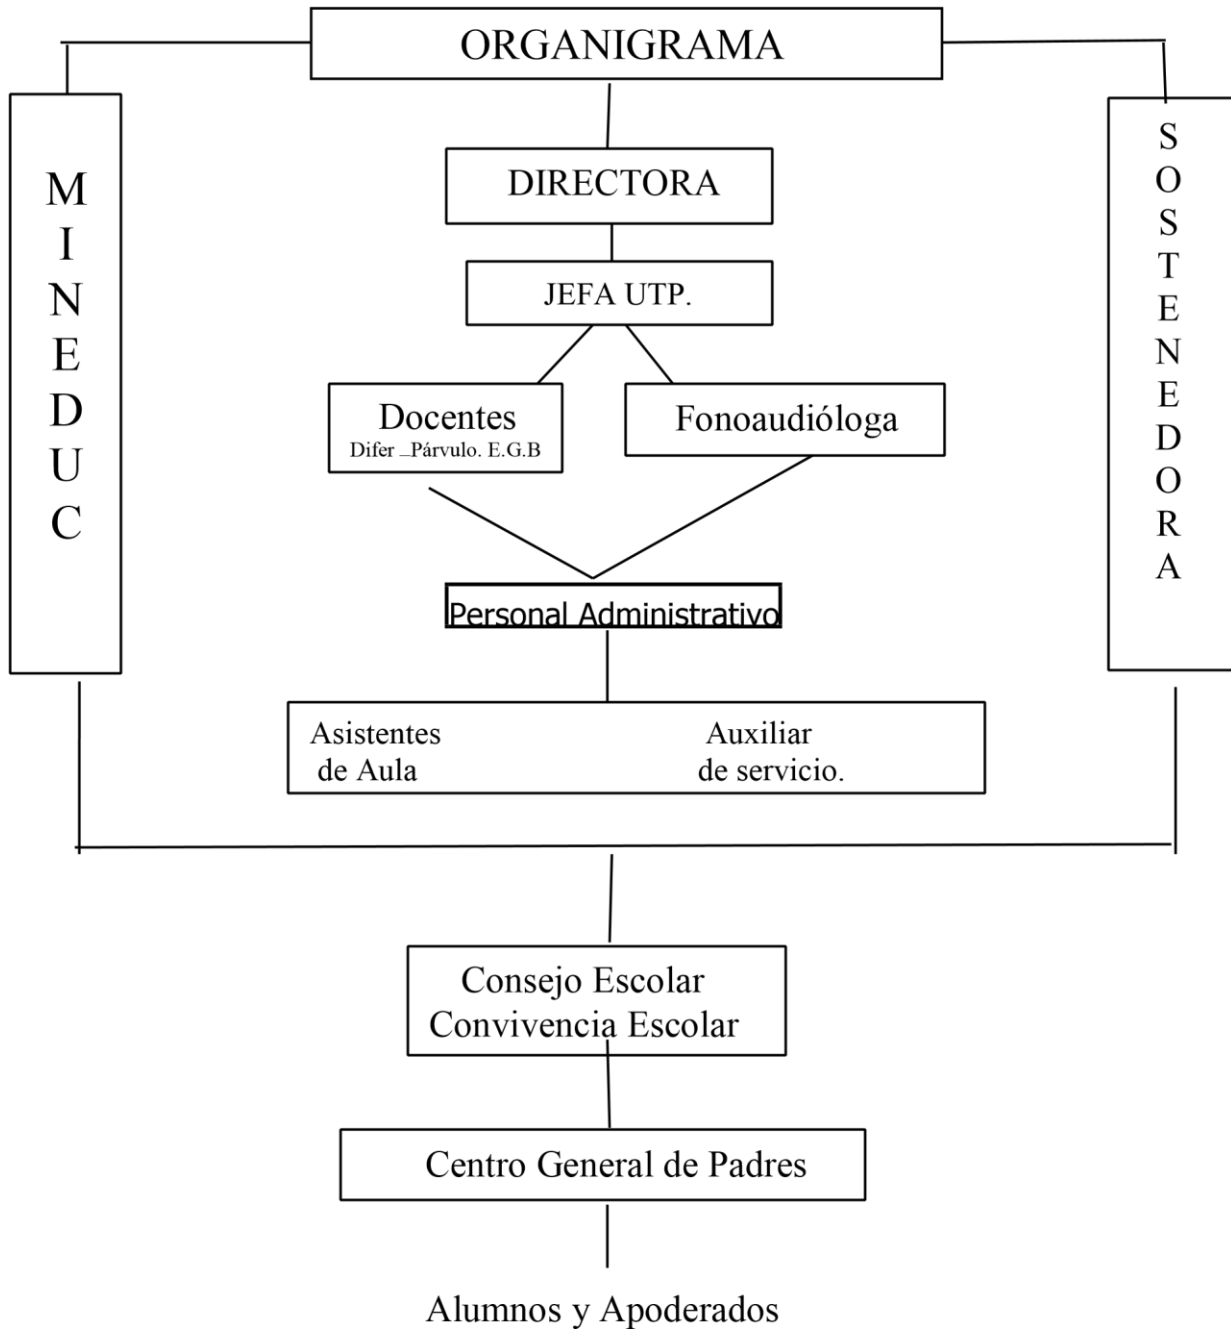 ORGANIGRAMA
MINEDUC
SOSTENEDORA
DIRECTORA
JEFA UTP.
Docentes
Difer –Párvulo. E.G.B
Fonoaudióloga
Personal Administrativo
Asistentes
de Aula
Auxiliar
de servicio.
Consejo Escolar
Convivencia Escolar
Centro General de Padres
Alumnos y Apoderados